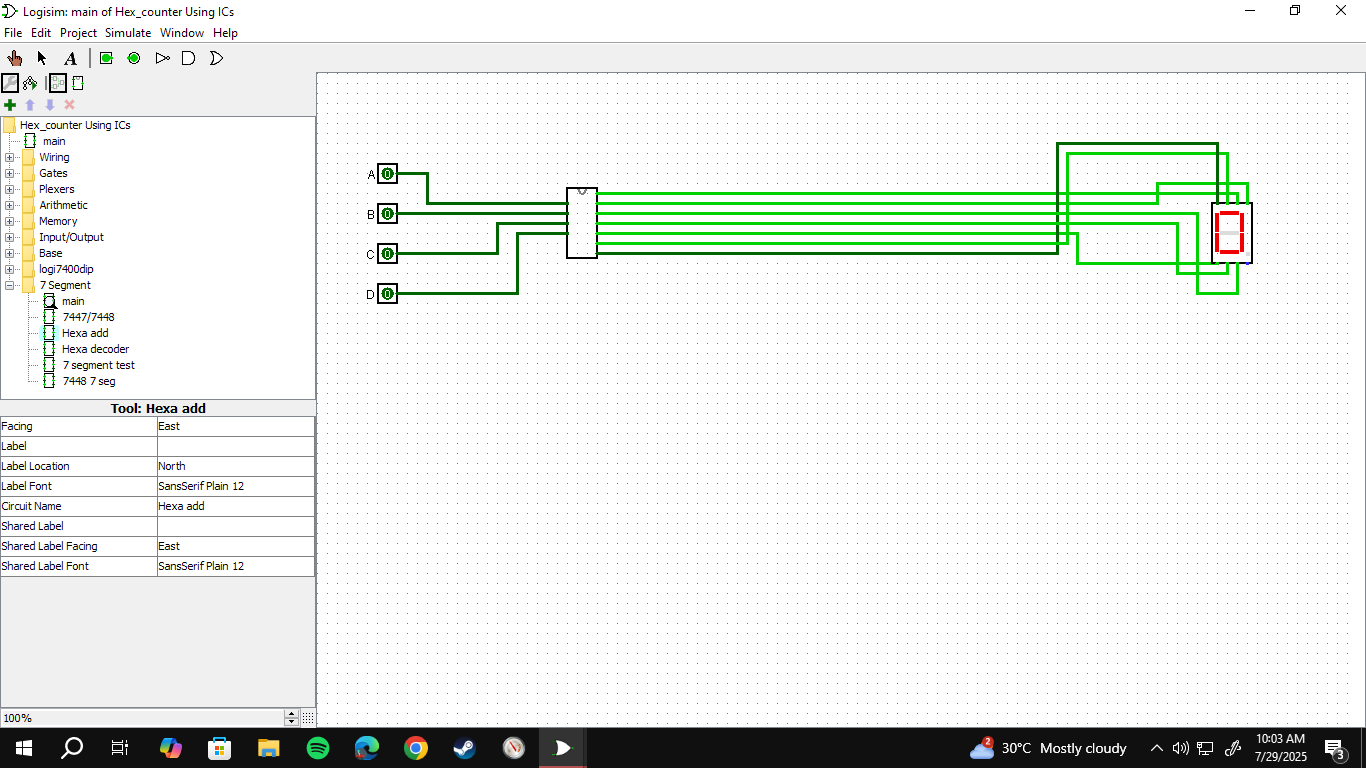 Logisim: main of Hex_counter Using ICs
File Edit Project Simulate Window Help
A
Hex_counter Using ICs
main
Wiring
Gates
Plexers
Arithmetic
Memory
Input/Output
Base
logi7400dip
7 Segment
main
7447/7448
Hexa add
Hexa decoder
7 segment test
7448 7 seg
Tool: Hexa add
Facing East
Label
Label Location North
Label Font SansSerif Plain 12
Circuit Name Hexa add
Shared Label
Shared Label Facing East
Shared Label Font SansSerif Plain 12
100%
A 0
B 0
C 0
D 0
2
30°C Mostly cloudy
10:03 AM
7/29/2025
3